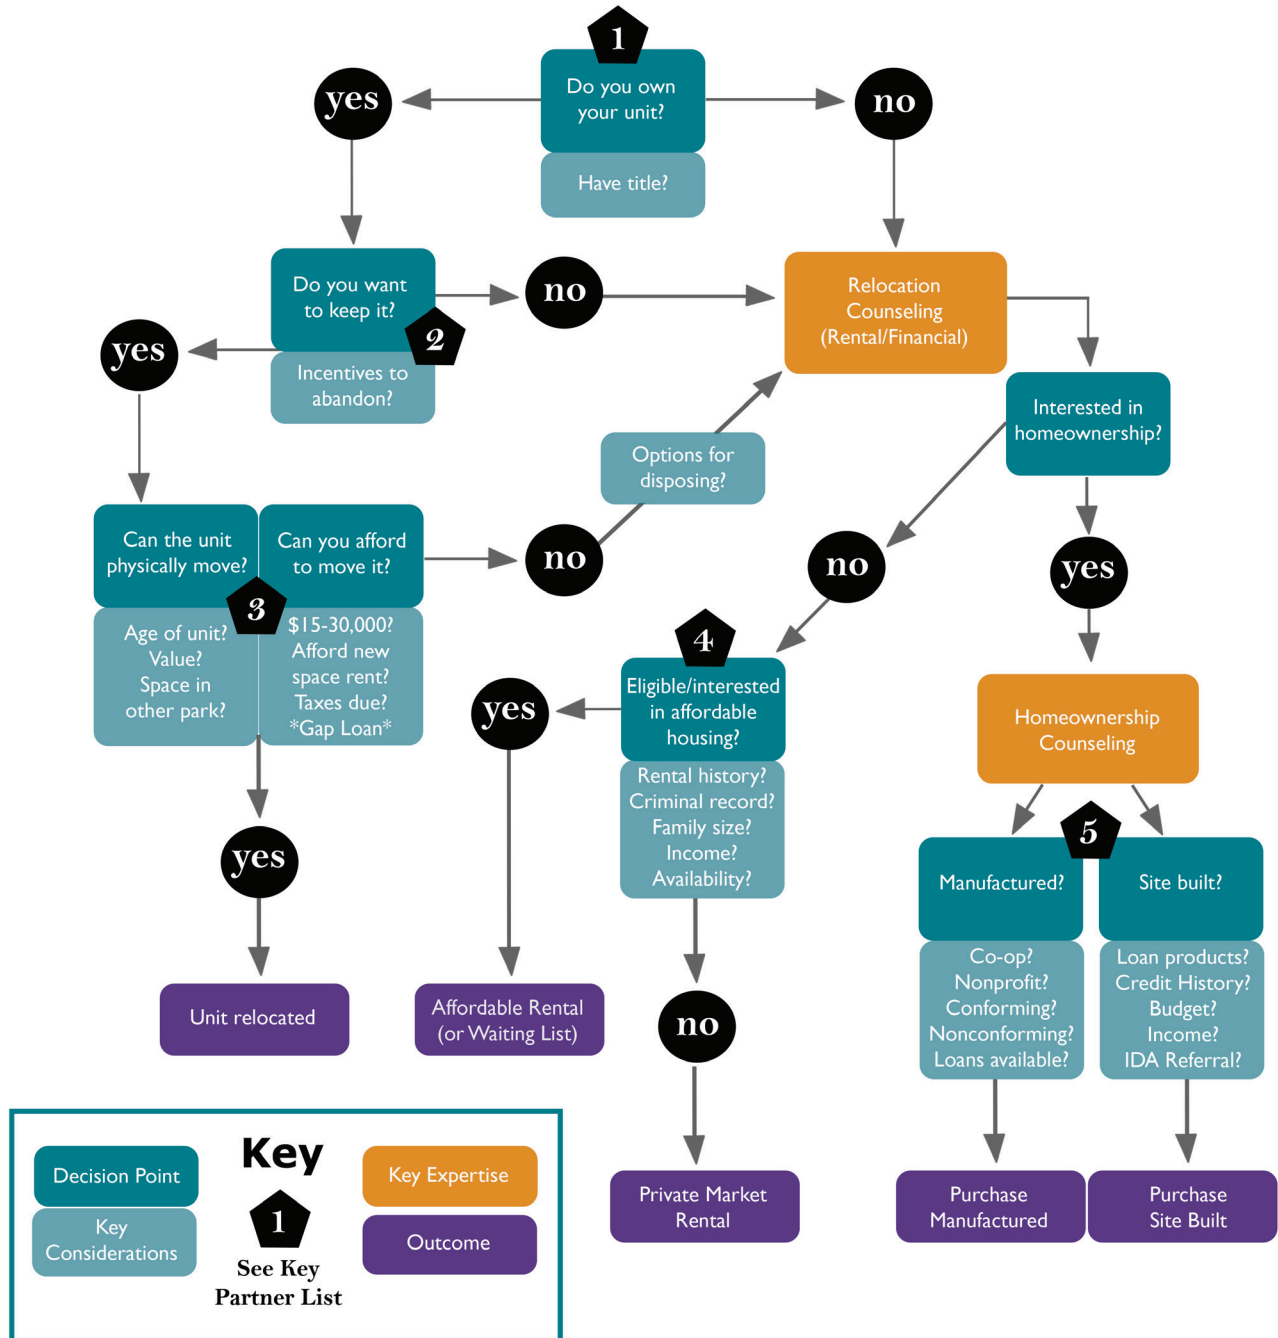 1
Do you own
your unit?
Have title?
yes
no
Do you want
to keep it?
2
Incentives to
abandon?
no
Relocation
Counseling
(Rental/Financial)
yes
Interested in
homeownership?
Options for
disposing?
Can the unit
physically move?
Can you afford
to move it?
3
Age of unit?
Value?
Space in
other park?
$15-30,000?
Afford new
space rent?
Taxes due?
*Gap Loan*
no
no
yes
4
Eligible/interested
in affordable
housing?
Rental history?
Criminal record?
Family size?
Income?
Availability?
yes
Homeownership
Counseling
yes
5
Manufactured?
Site built?
Co-op?
Nonprofit?
Conforming?
Nonconforming?
Loans available?
Loan products?
Credit History?
Budget?
Income?
IDA Referral?
Unit relocated
Affordable Rental
(or Waiting List)
no
Private Market
Rental
Purchase
Manufactured
Purchase
Site Built
Key
Decision Point
Key
Considerations
1
See Key
Partner List
Key Expertise
Outcome